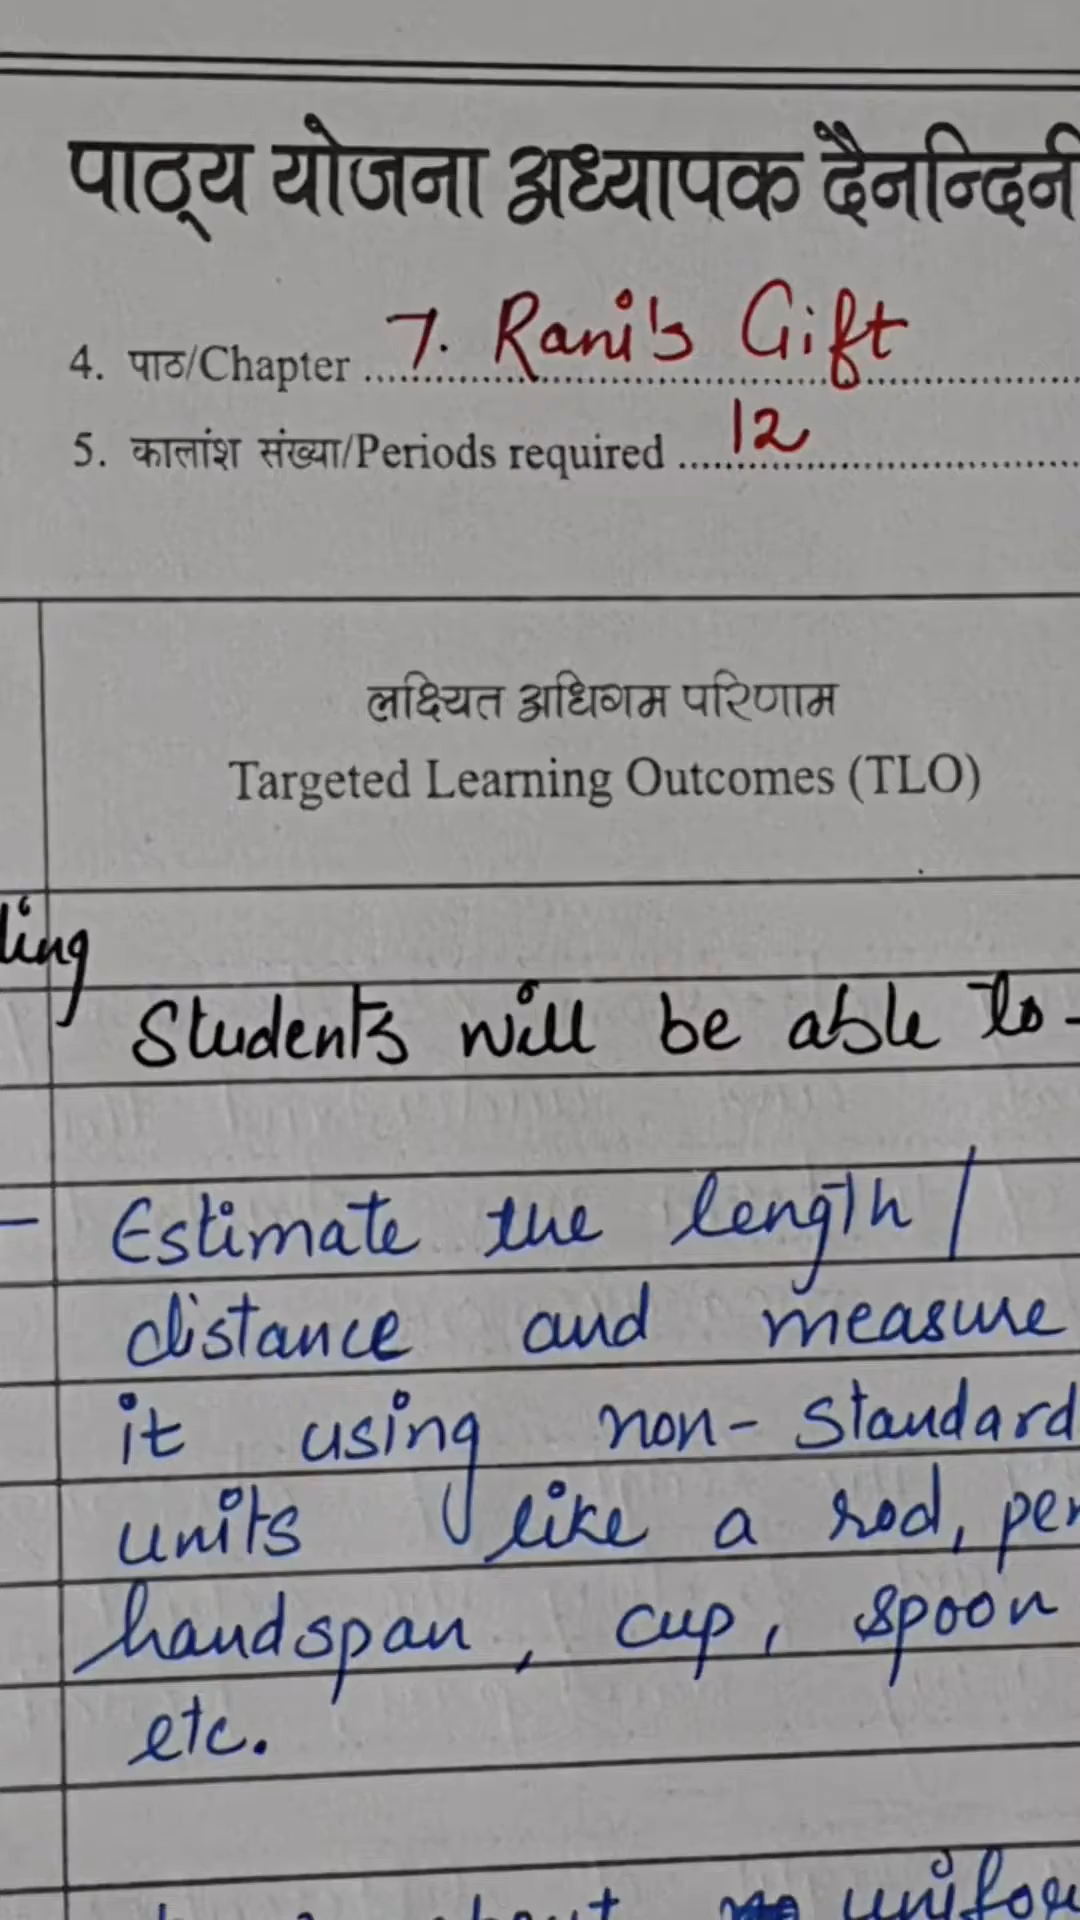 पाठ्य योजना अध्यापक दैनन्दिनी
4. पाठ/Chapter 7. Rani's Gift
5. कालांश संख्या/Periods required 12
लक्ष्यित अधिगम परिणाम
Targeted Learning Outcomes (TLO)
ling
Students will be able to -
- Estimate the length /
distance and measure
it using non-standard
units like a rod,
handspan, cup, spoon
etc.
about